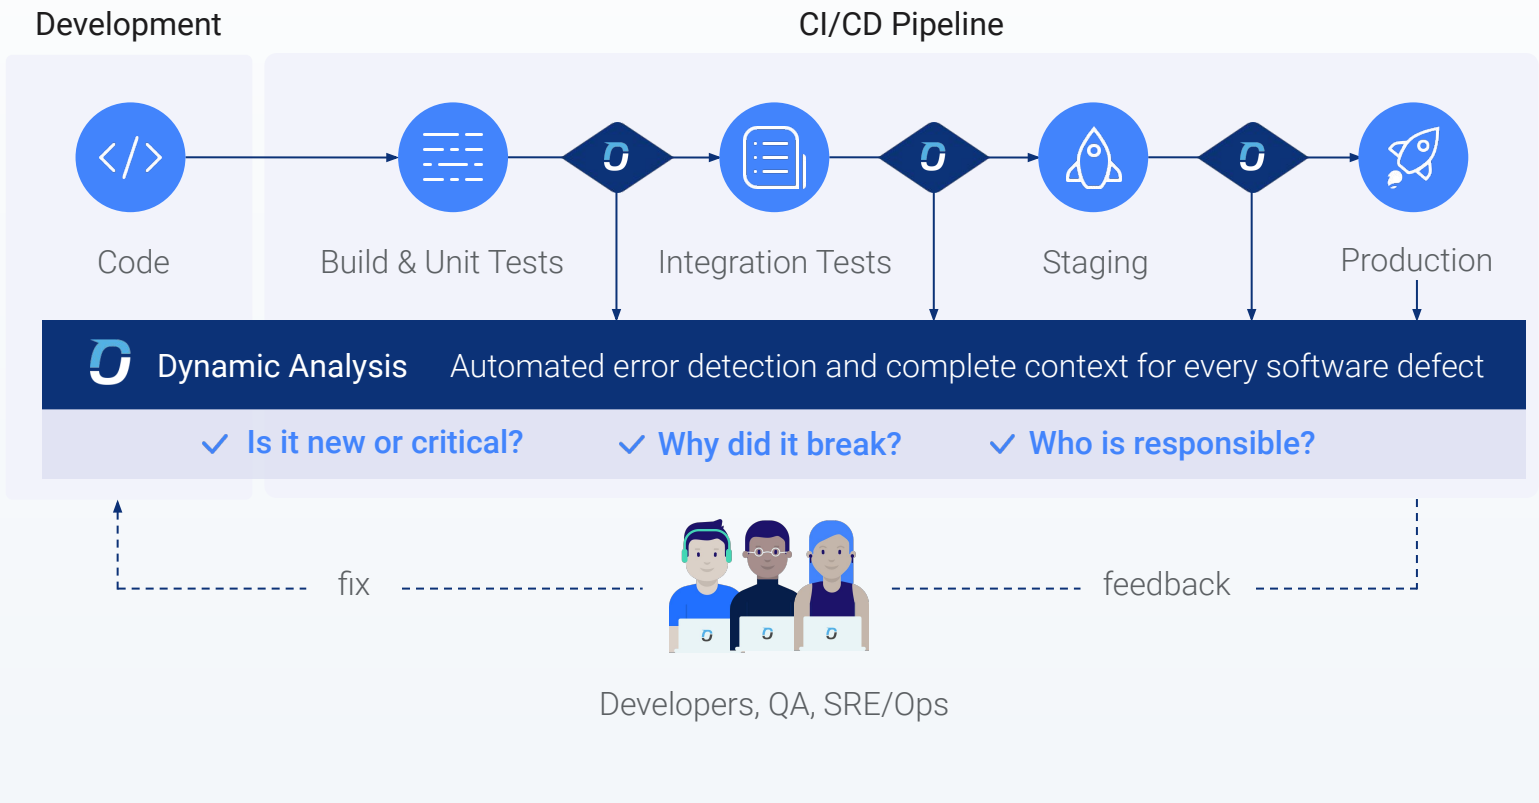 Development
CI/CD Pipeline
Code
Build & Unit Tests
Integration Tests
Staging
Production
Dynamic Analysis
Automated error detection and complete context for every software defect
Is it new or critical?
Why did it break?
Who is responsible?
fix
feedback
Developers, QA, SRE/Ops